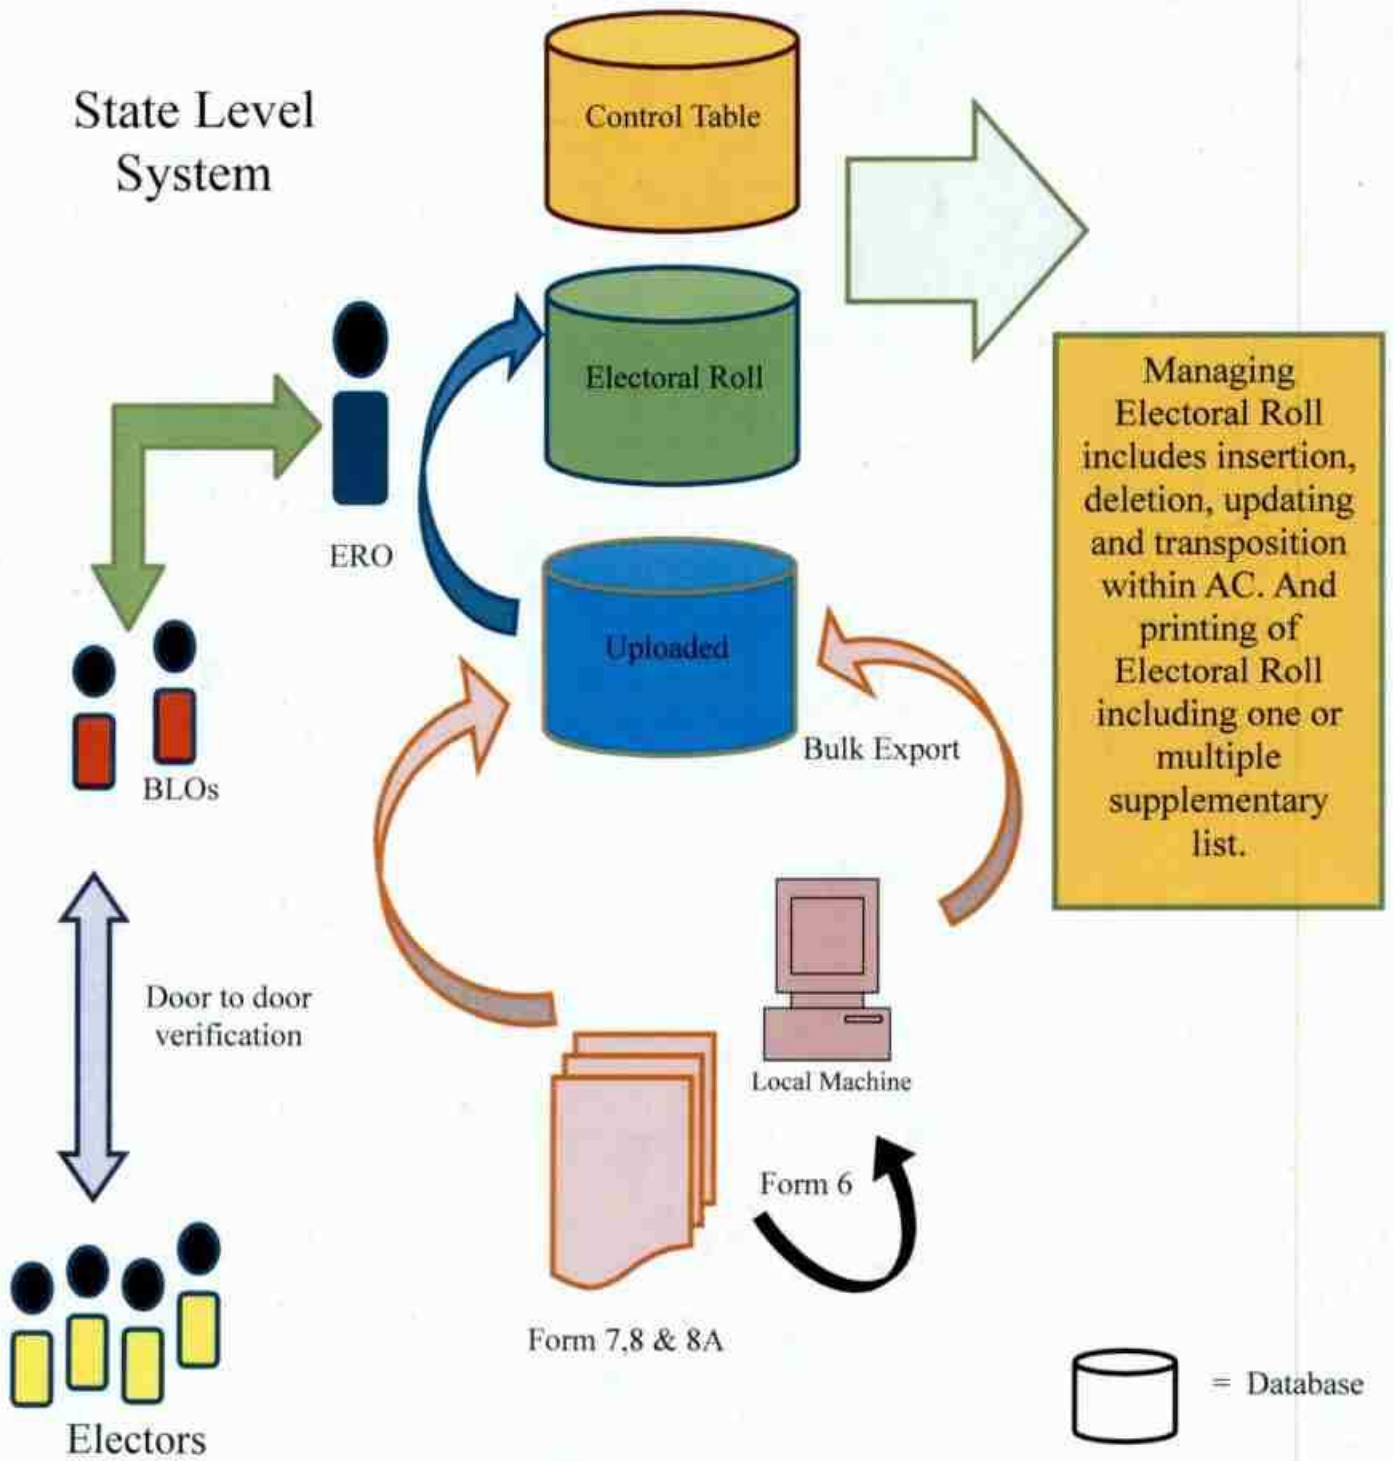 State Level
System
Control Table
Electoral Roll
ERO
Uploaded
BLOs
Bulk Export
Managing
Electoral Roll
includes insertion,
deletion, updating
and transposition
within AC. And
printing of
Electoral Roll
including one or
multiple
supplementary
list.
Door to door
verification
Local Machine
Form 6
Form 7,8 & 8A
Electors
= Database